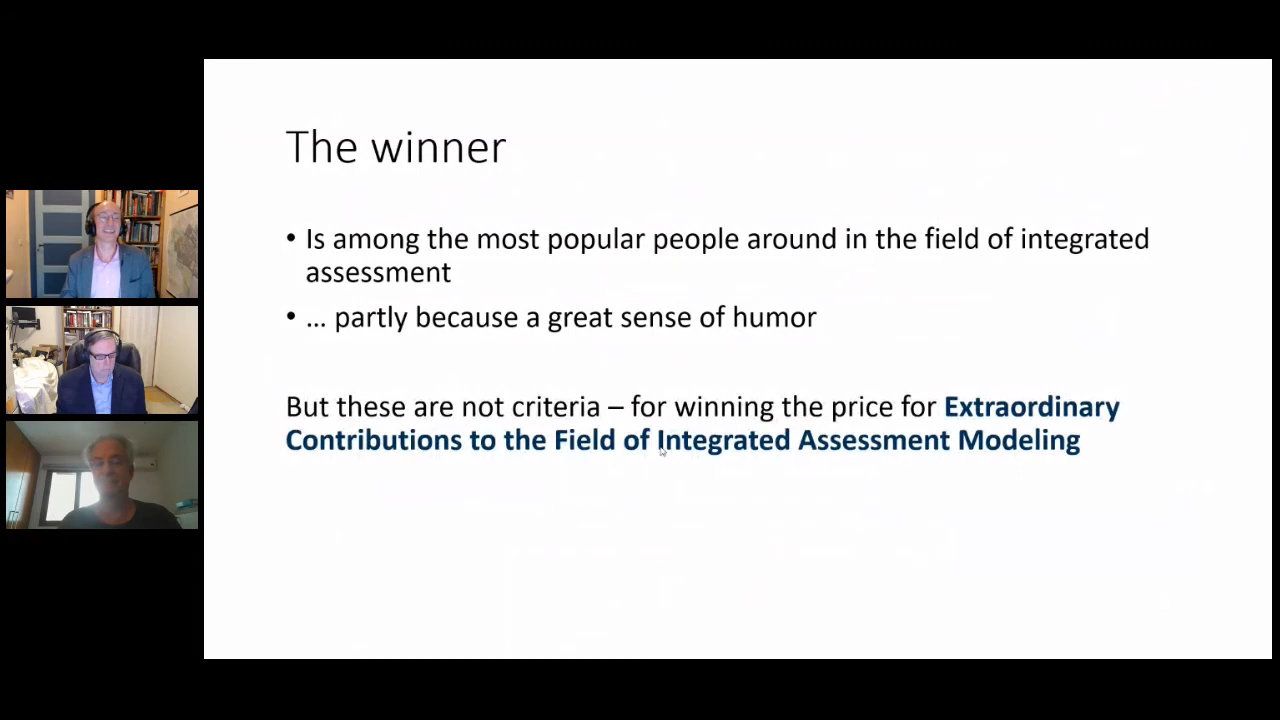 The winner
• Is among the most popular people around in the field of integrated
assessment
• ... partly because a great sense of humor
But these are not criteria – for winning the price for Extraordinary
Contributions to the Field of Integrated Assessment Modeling